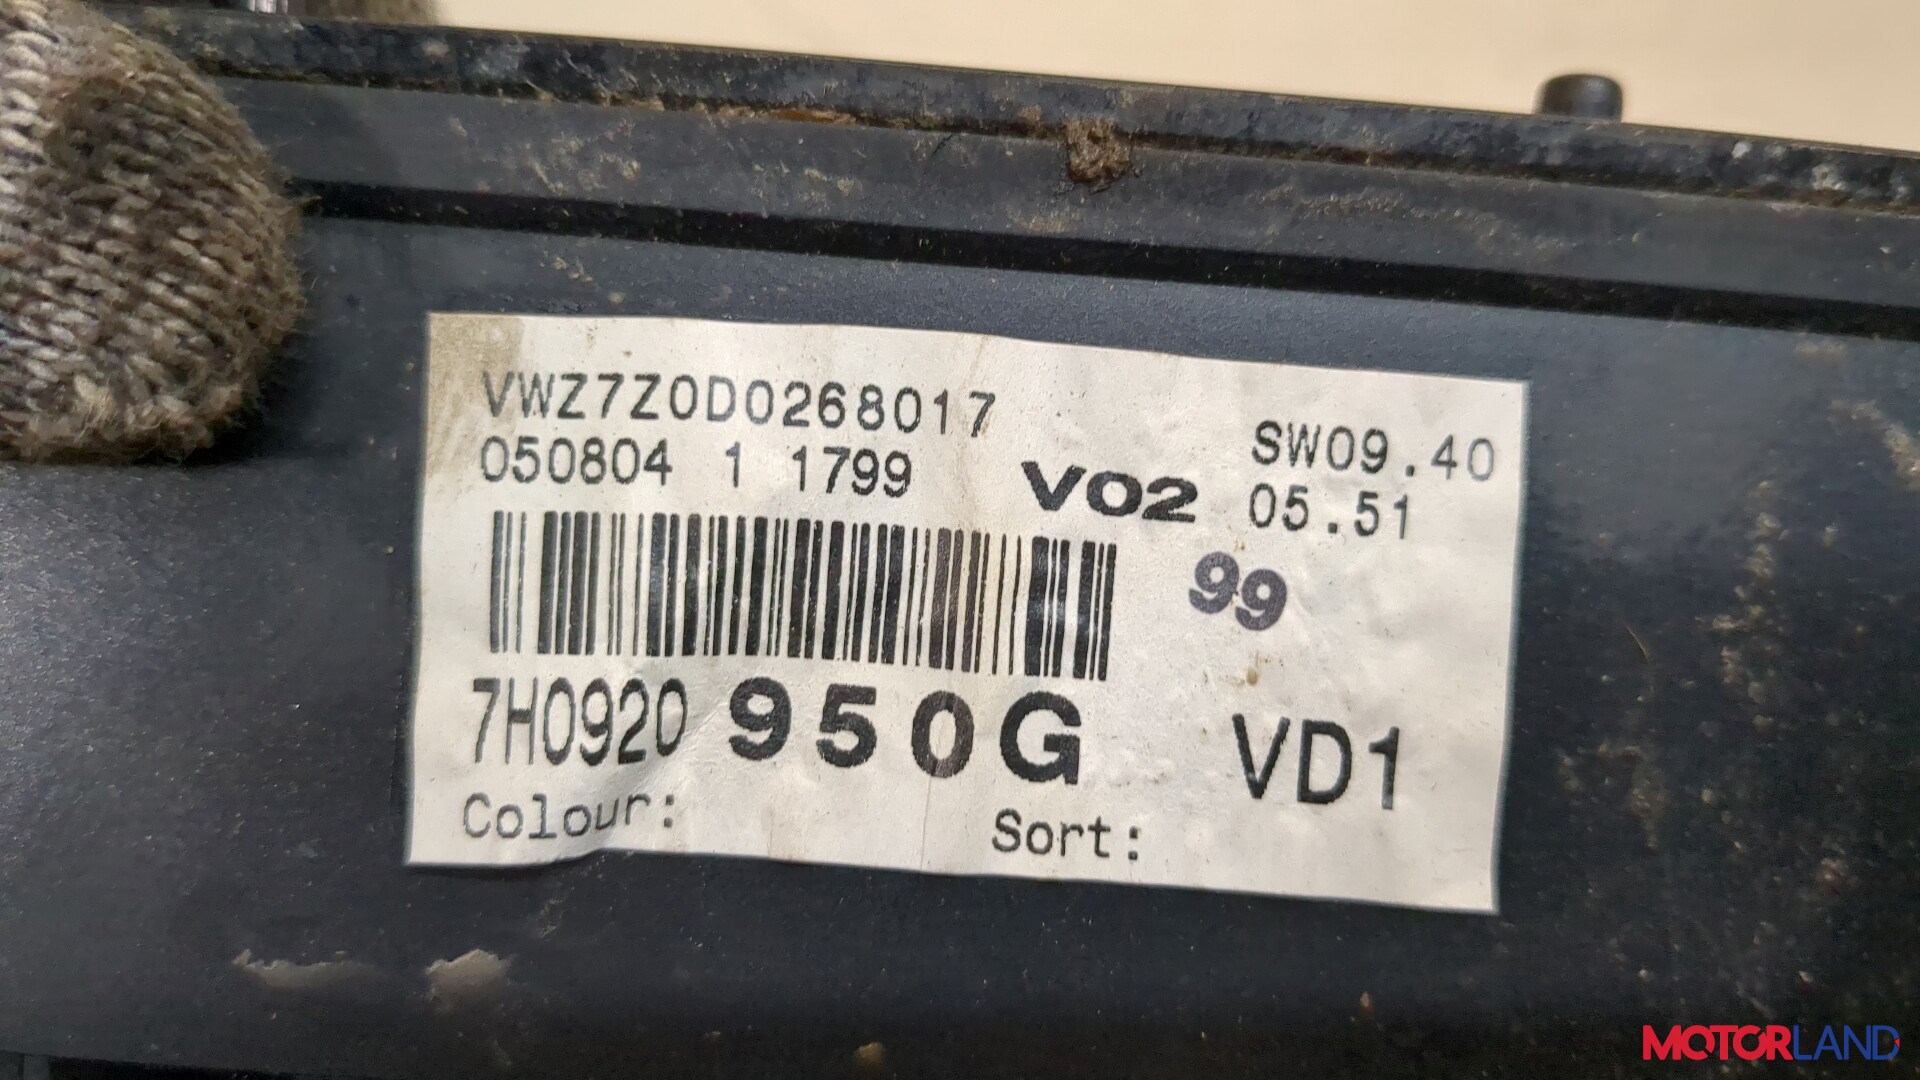 VWZ7Z0D0268017
050804 1 1799
V02
SW09.40
05.51
99
7H0920 950G VD1
Colour: Sort:
MOTORLAND